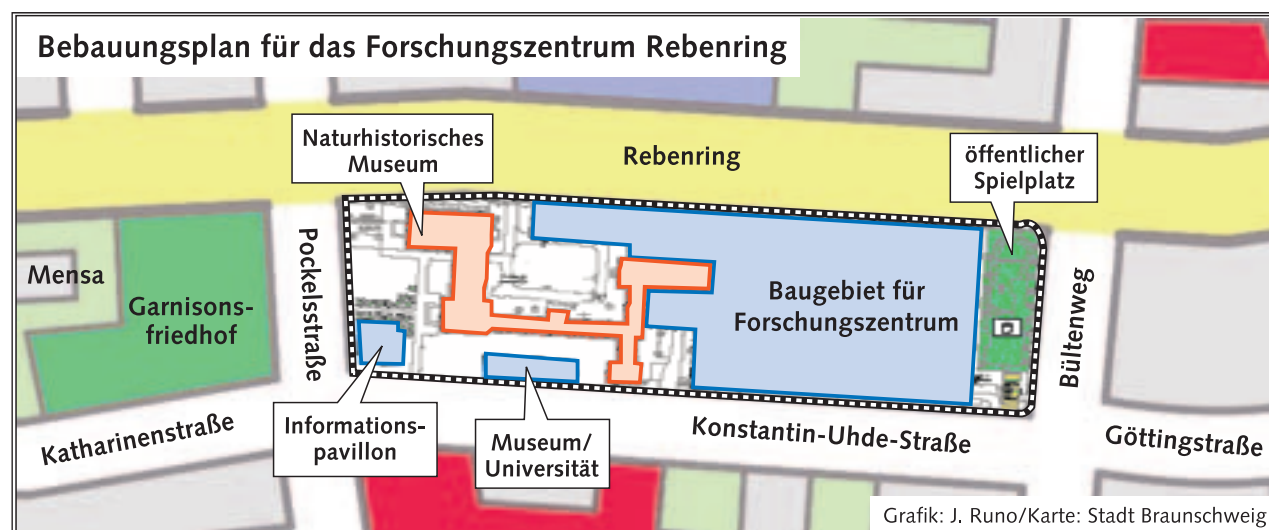 Bebauungsplan für das Forschungszentrum Rebenring
Naturhistorisches
Museum
Rebenring
öffentlicher
Spielplatz
Mensa
Garnisons-
friedhof
Pockelsstraße
Baugebiet für
Forschungszentrum
Bültenweg
Informations-
pavillon
Museum/
Universität
Katharinenstraße
Konstantin-Uhde-Straße
Göttingstraße
Grafik: J. Runo/Karte: Stadt Braunschweig